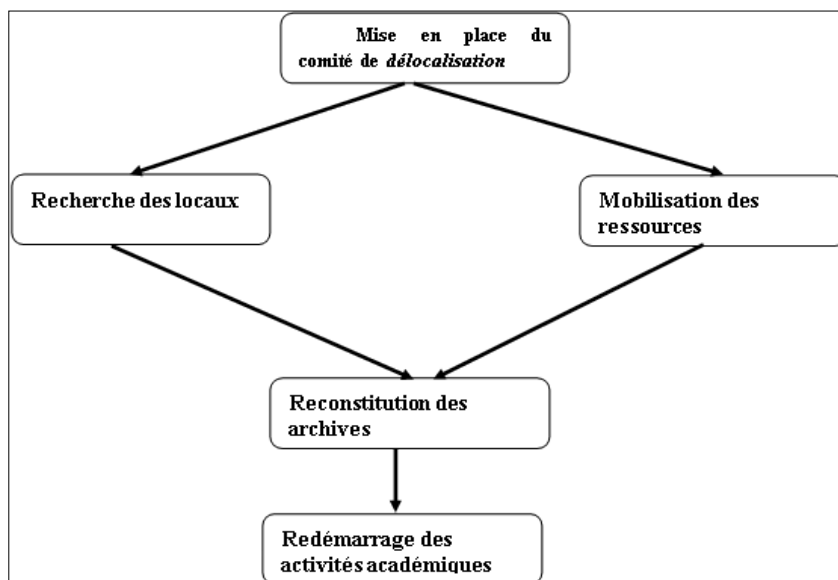 Mise en place du
comité de délocalisation
Recherche des locaux
Mobilisation des
ressources
Reconstitution des
archives
Redémarrage des
activités académiques